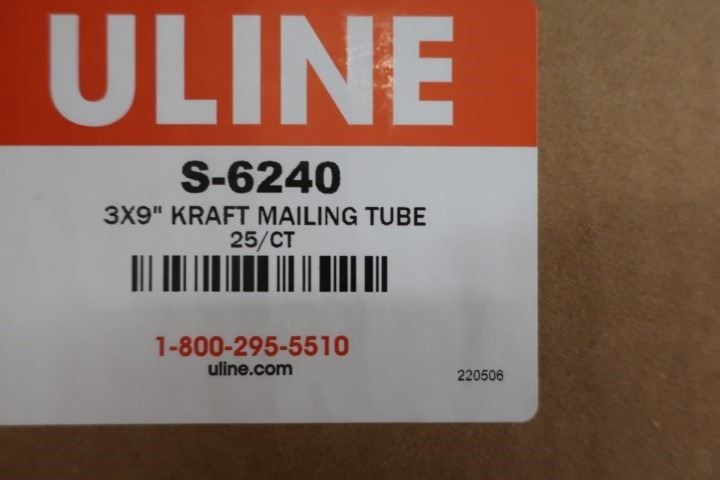 ULINE
S-6240
3X9" KRAFT MAILING TUBE
25/CT
1-800-295-5510
uline.com
220506